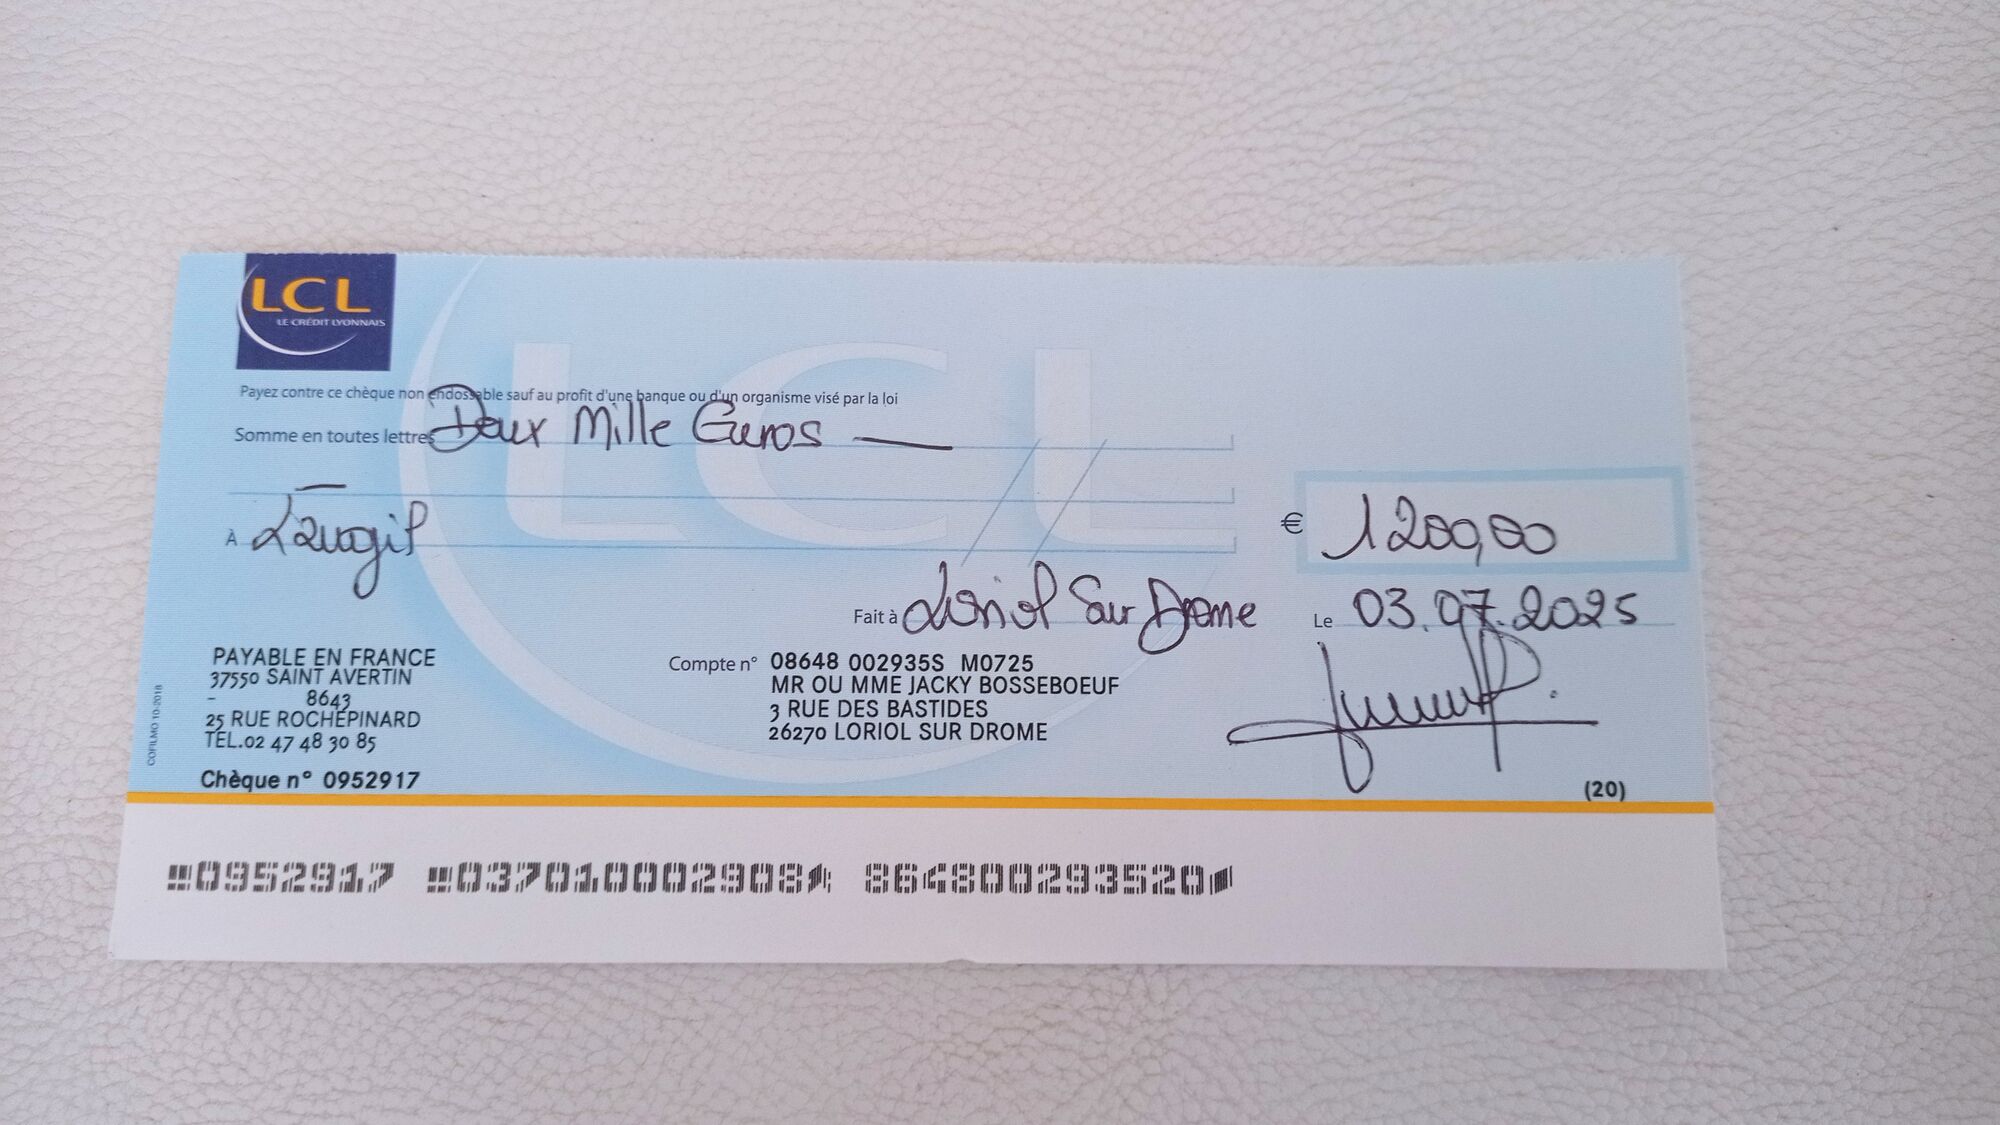 LCL
LE CRÉDIT LYONNAIS
Payez contre ce chèque non endossable sauf au profit d'une banque ou d'un organisme visé par la loi
Somme en toutes lettres Deux Mille Euros
À Lavogif
€ 1200,00
Fait à Loriol Sur Drome Le 03.07.2025
PAYABLE EN FRANCE
37550 SAINT AVERTIN
- 8643
25 RUE ROCHEPINARD
TEL.02 47 48 30 85
Chèque n° 0952917
Compte n° 08648 002935S M0725
MR OU MME JACKY BOSSEBOEUF
3 RUE DES BASTIDES
26270 LORIOL SUR DROME
(20)
COFILMO 10-2018
0952917 037010002908 864800293520